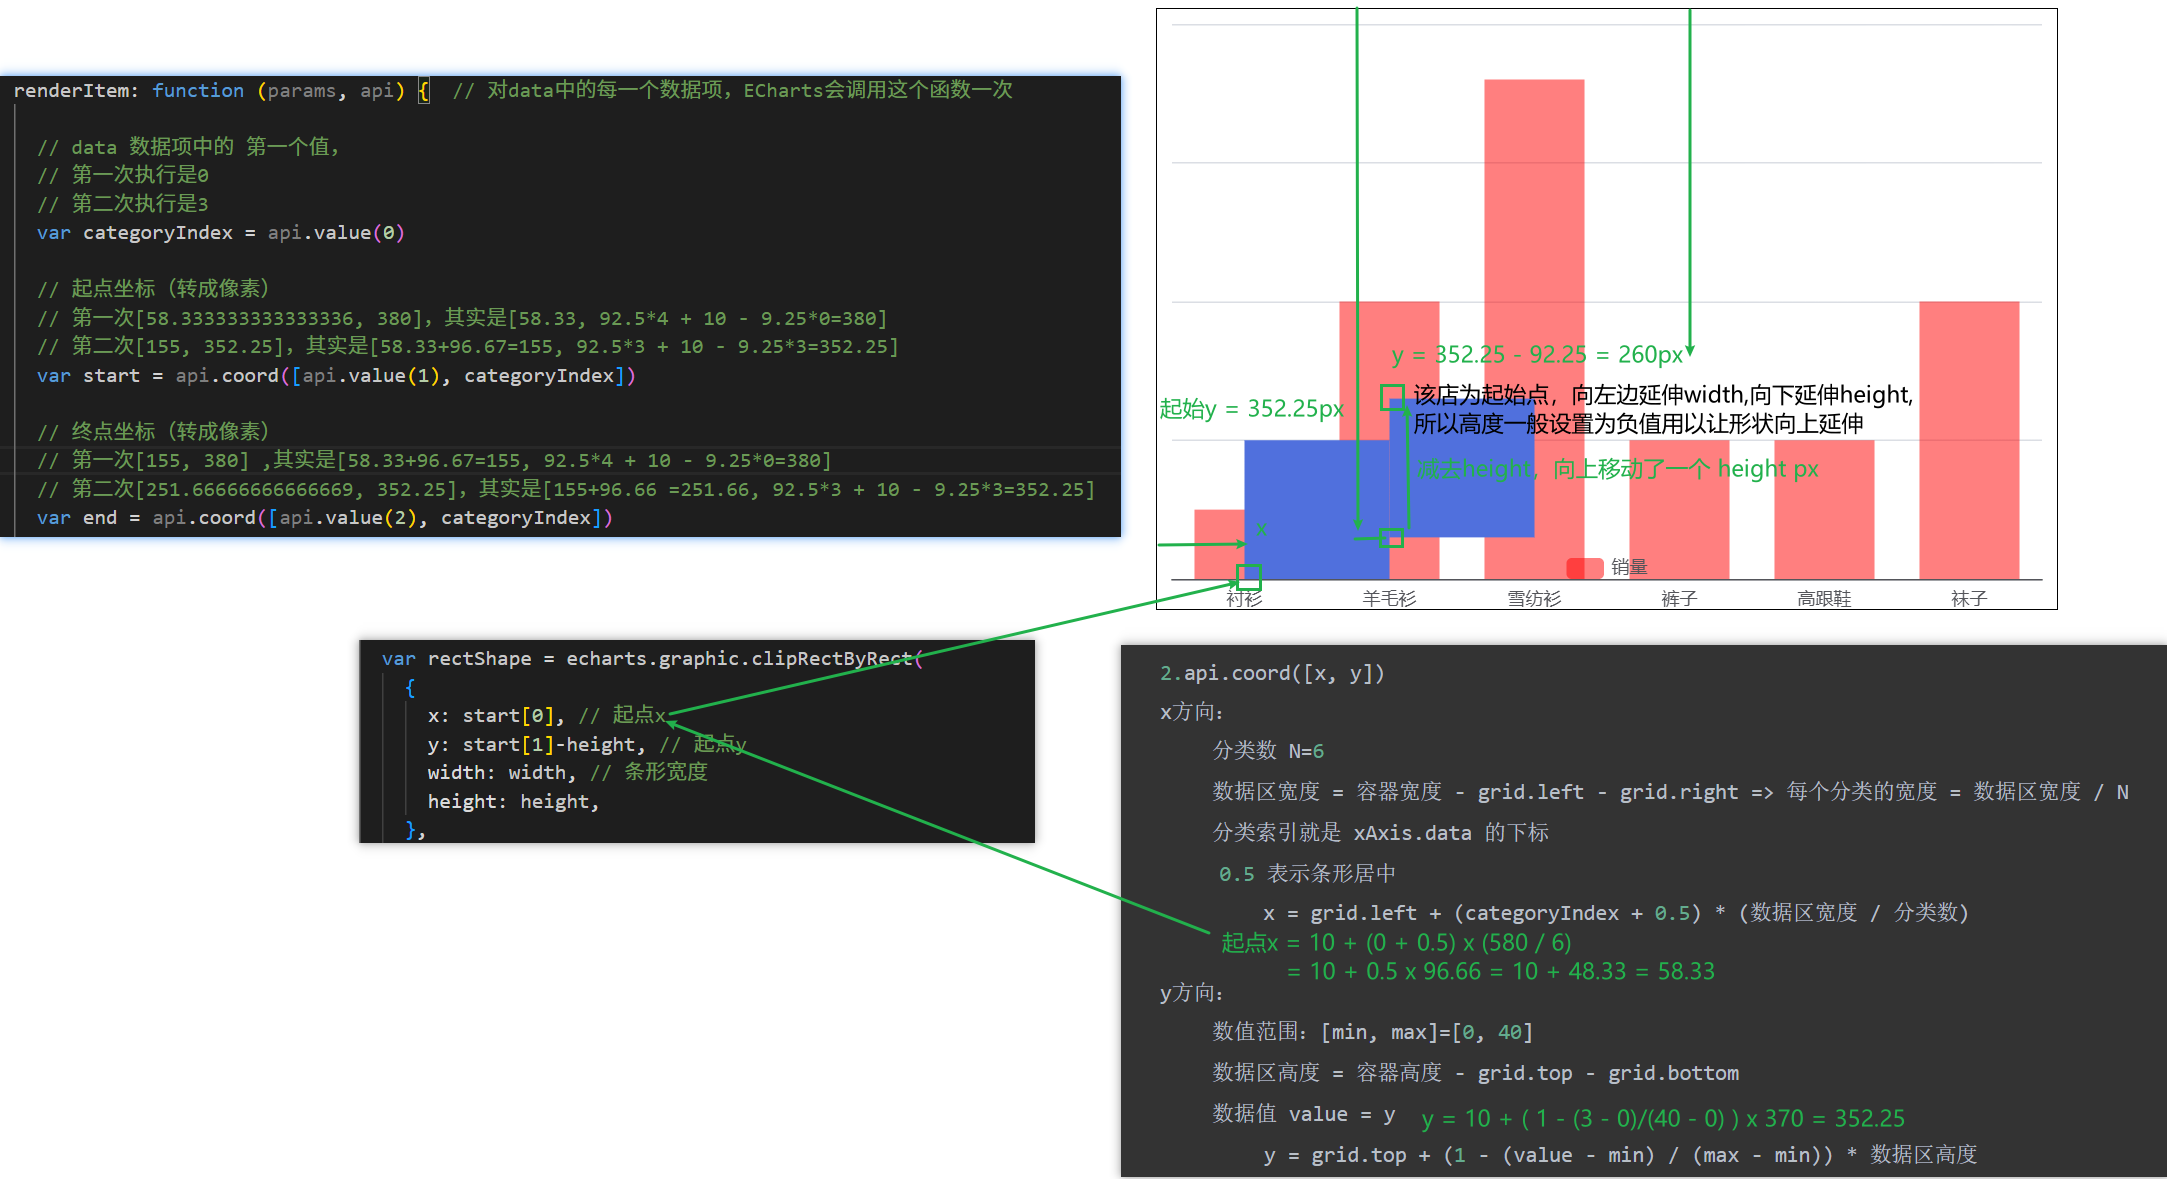 renderItem: function (params, api) {  // 对data中的每一个数据项，ECharts会调用这个函数一次
// data 数据项中的 第一个值，
// 第一次执行是0
// 第二次执行是3
var categoryIndex = api.value(0)
// 起点坐标（转成像素）
// 第一次[58.333333333333336, 380]，其实是[58.33, 92.5*4 + 10 - 9.25*0=380]
// 第二次[155, 352.25]，其实是[58.33+96.67=155, 92.5*3 + 10 - 9.25*3=352.25]
var start = api.coord([api.value(1), categoryIndex])
// 终点坐标（转成像素）
// 第一次[155, 380] ,其实是[58.33+96.67=155, 92.5*4 + 10 - 9.25*0=380]
// 第二次[251.66666666666669, 352.25]，其实是[155+96.66 =251.66, 92.5*3 + 10 - 9.25*3=352.25]
var end = api.coord([api.value(2), categoryIndex])
y = 352.25 - 92.25 = 260px
起始y = 352.25px
该店为起始点，向左边延伸width,向下延伸height,
所以高度一般设置为负值用以让形状向上延伸
减去height，向上移动了一个 height px
x
销量
衬衫
羊毛衫
雪纺衫
裤子
高跟鞋
袜子
var rectShape = echarts.graphic.clipRectByRect(
{
x: start[0], // 起点x
y: start[1]-height, // 起点y
width: width, // 条形宽度
height: height,
},
2.api.coord([x, y])
x方向：
分类数 N=6
数据区宽度 = 容器宽度 - grid.left - grid.right => 每个分类的宽度 = 数据区宽度 / N
分类索引就是 xAxis.data 的下标
0.5 表示条形居中
x = grid.left + (categoryIndex + 0.5) * (数据区宽度 / 分类数)
起点x = 10 + (0 + 0.5) x (580 / 6)
= 10 + 0.5 x 96.66 = 10 + 48.33 = 58.33
y方向：
数值范围：[min, max]=[0, 40]
数据区高度 = 容器高度 - grid.top - grid.bottom
数据值 value = y
y = 10 + ( 1 - (3 - 0)/(40 - 0) ) x 370 = 352.25
y = grid.top + (1 - (value - min) / (max - min)) * 数据区高度